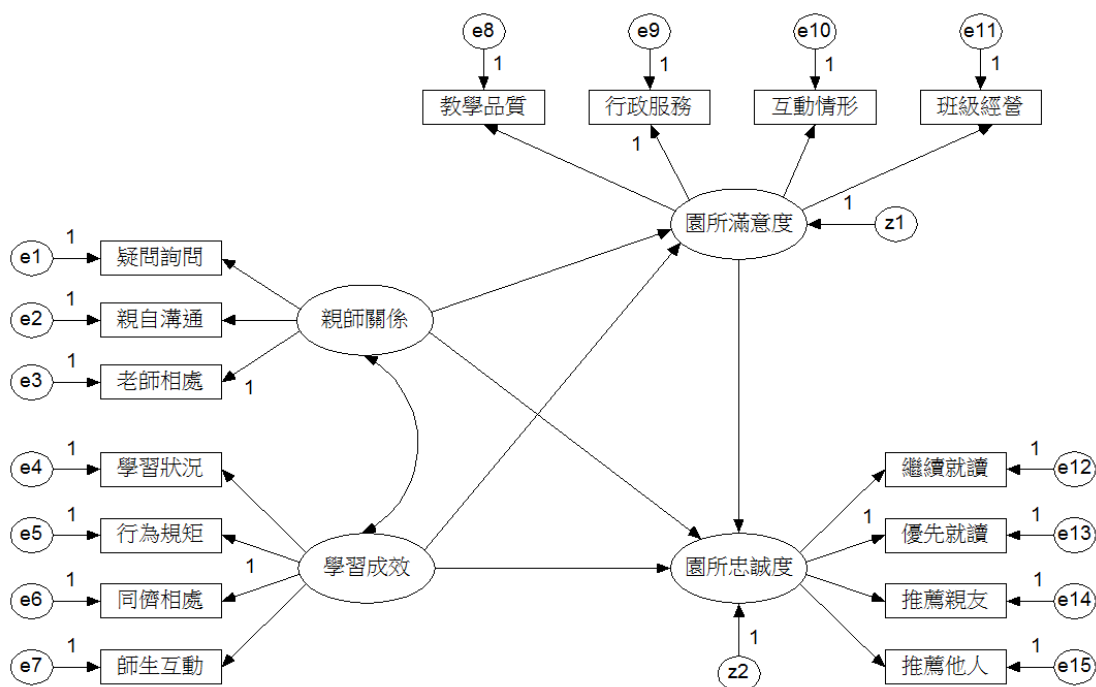 e8
e9
e10
e11
1
1
1
1
教學品質
行政服務
互動情形
班級經營
1
園所滿意度
1
z1
e1
1
疑問詢問
e2
1
親自溝通
親師關係
e3
1
老師相處
1
e4
1
學習狀況
繼續就讀
1
e12
e5
1
行為規矩
1
優先就讀
1
e13
1
學習成效
園所忠誠度
e6
1
同儕相處
推薦親友
1
e14
e7
1
師生互動
1
z2
推薦他人
1
e15